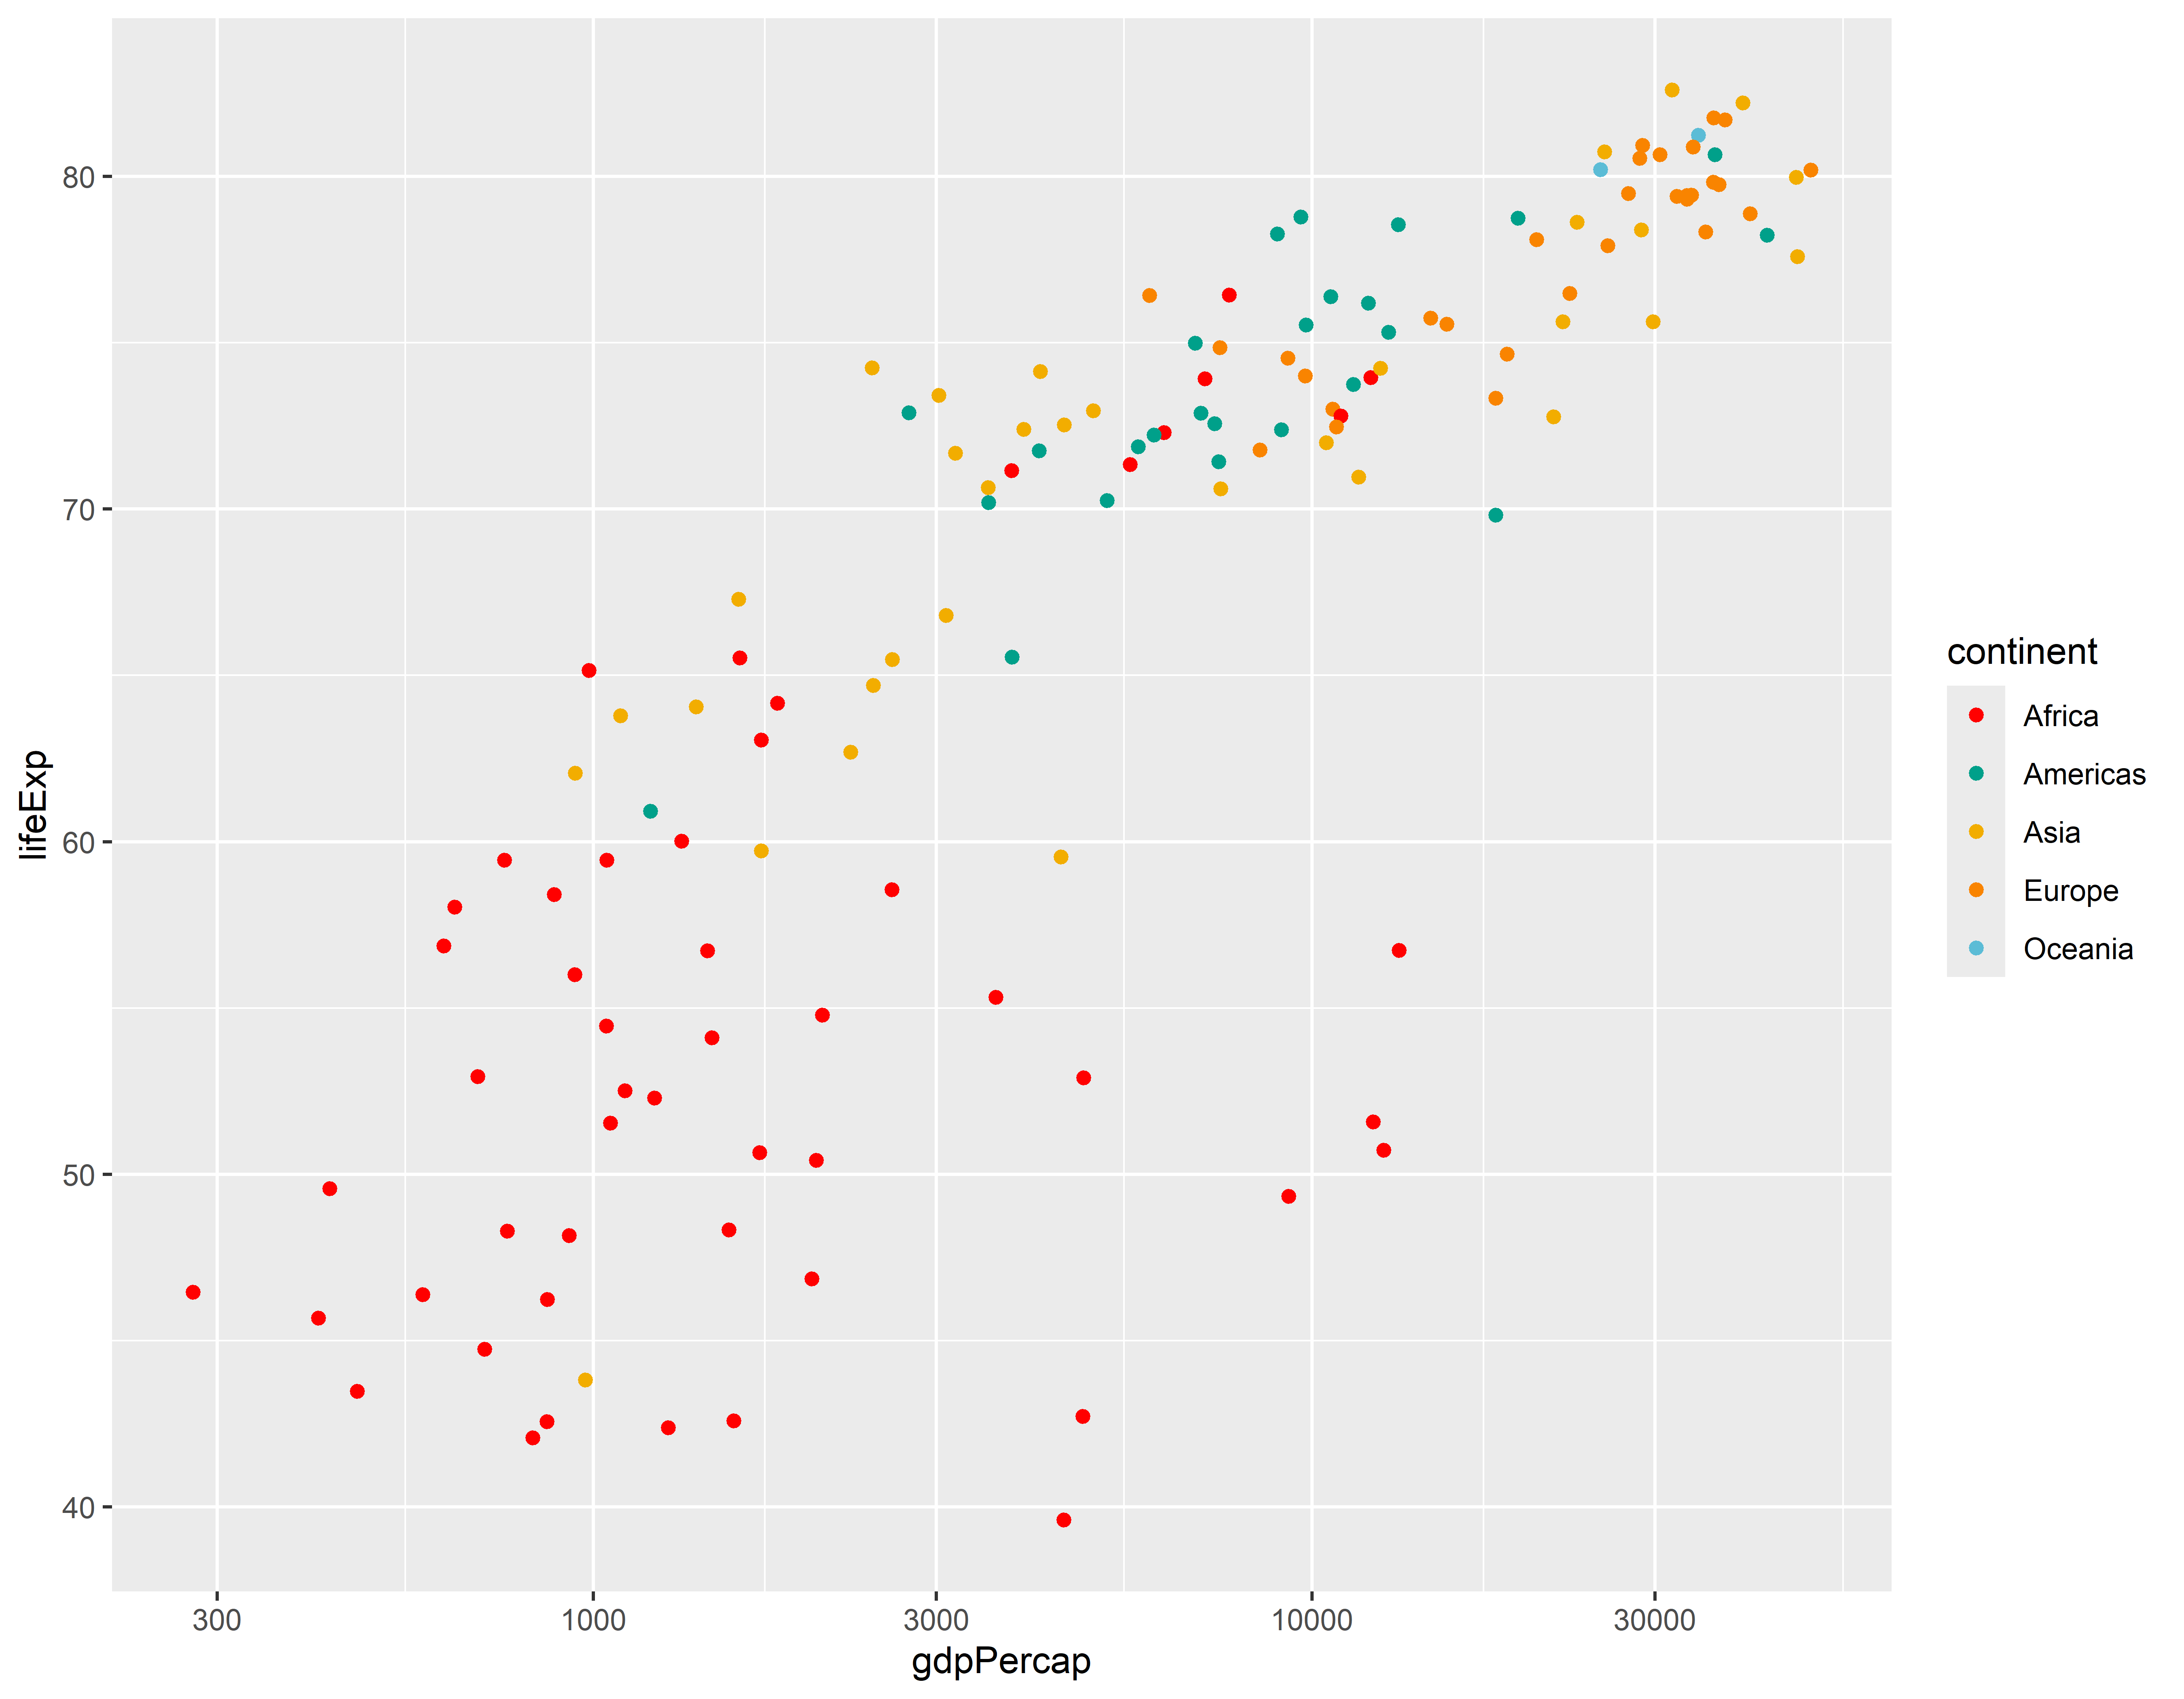 80
70
60
50
40
lifeExp
300
1000
3000
10000
30000
gdpPercap
continent
Africa
Americas
Asia
Europe
Oceania